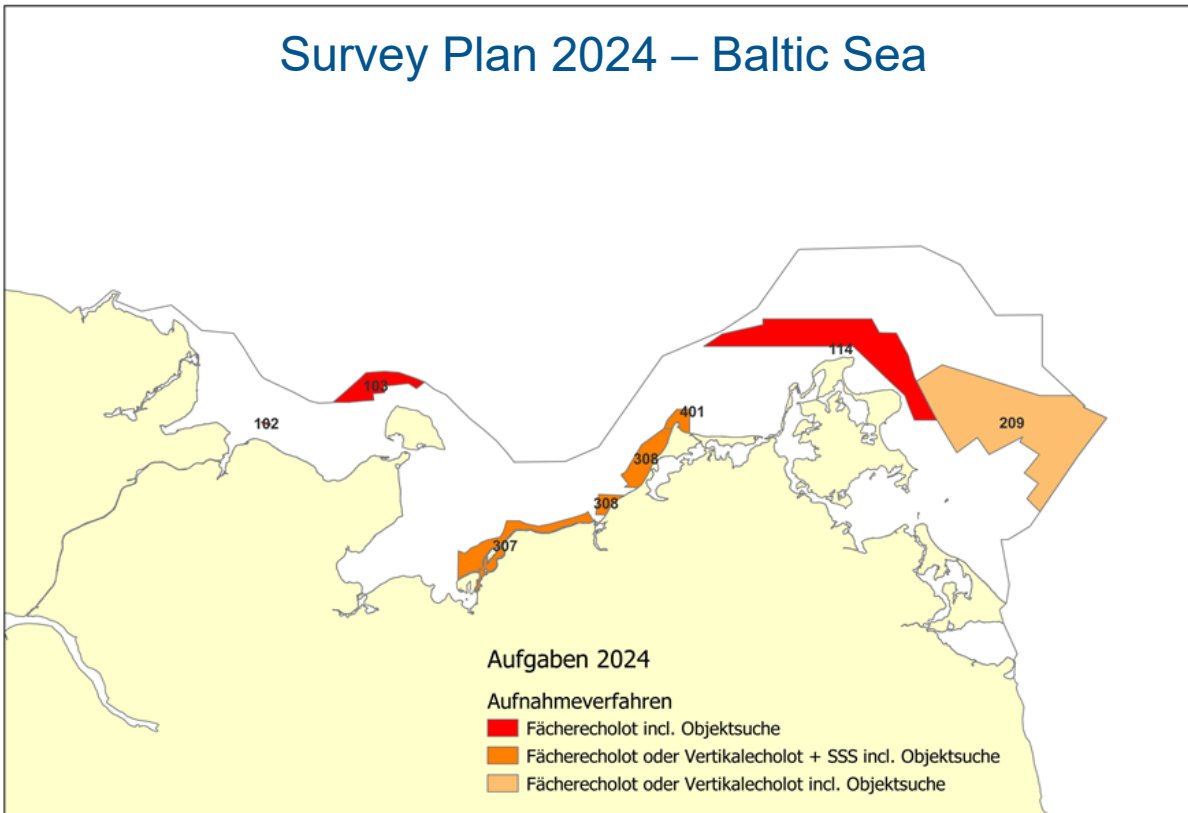 Survey Plan 2024 – Baltic Sea
114
103
401
102
209
308
308
307
Aufgaben 2024
Aufnahmeverfahren
Fächerecholot incl. Objektsuche
Fächerecholot oder Vertikalecholot + SSS incl. Objektsuche
Fächerecholot oder Vertikalecholot incl. Objektsuche